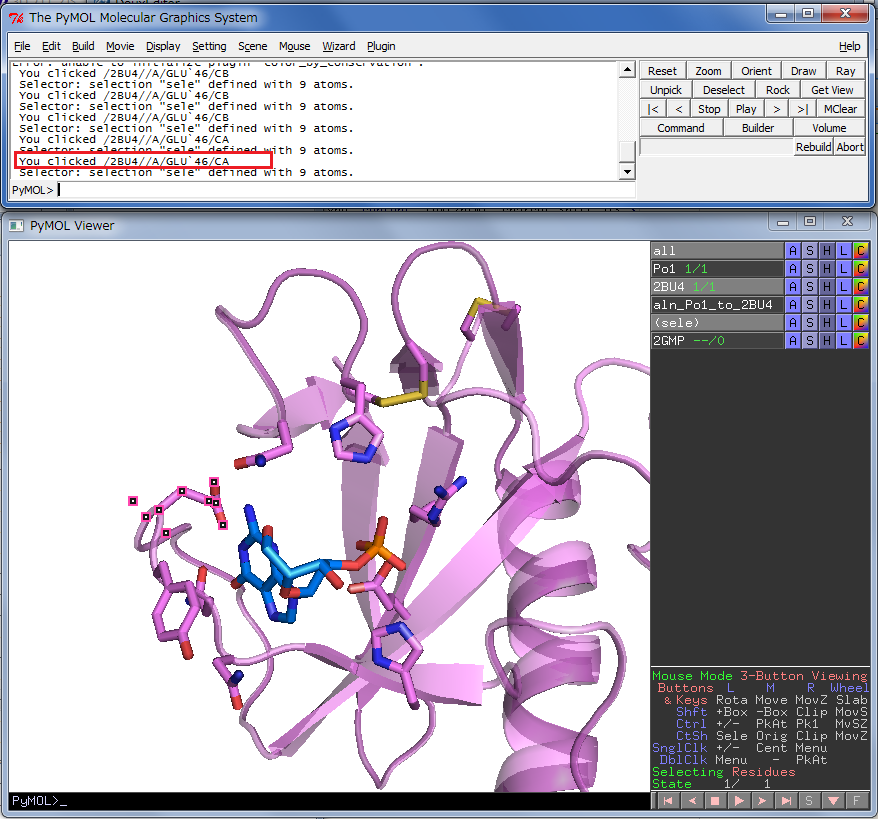 The PyMOL Molecular Graphics System
File Edit Build Movie Display Setting Scene Mouse Wizard Plugin Help
Error: unable to initialize plugin 'color_by_conservation'.
You clicked /2BU4//A/GLU`46/CB
Selector: selection "sele" defined with 9 atoms.
You clicked /2BU4//A/GLU`46/CB
Selector: selection "sele" defined with 9 atoms.
You clicked /2BU4//A/GLU`46/CB
Selector: selection "sele" defined with 9 atoms.
You clicked /2BU4//A/GLU`46/CA
Selector: selection "sele" defined with 9 atoms.
You clicked /2BU4//A/GLU`46/CA
Selector: selection "sele" defined with 9 atoms.
PyMOL>
Reset Zoom Orient Draw Ray
Unpick Deselect Rock Get View
|< < Stop Play > >| MClear
Command Builder Volume
Rebuild Abort
PyMOL Viewer
all A S H L C
Po1 1/1 A S H L C
2BU4 1/1 A S H L C
aln_Po1_to_2BU4 A S H L C
(sele) A S H L C
2GMP --/0 A S H L C
Mouse Mode 3-Button Viewing
Buttons L M R Wheel
& Keys Rota Move MovZ Slab
Shft +Box -Box Clip MovS
Ctrl +/- PkAt Pk1 MvSZ
CtSh Sele Orig Clip MovZ
SnglClk +/- Cent Menu
DblClk Menu - PkAt
Selecting Residues
State 1/ 1
PyMOL>_
S F